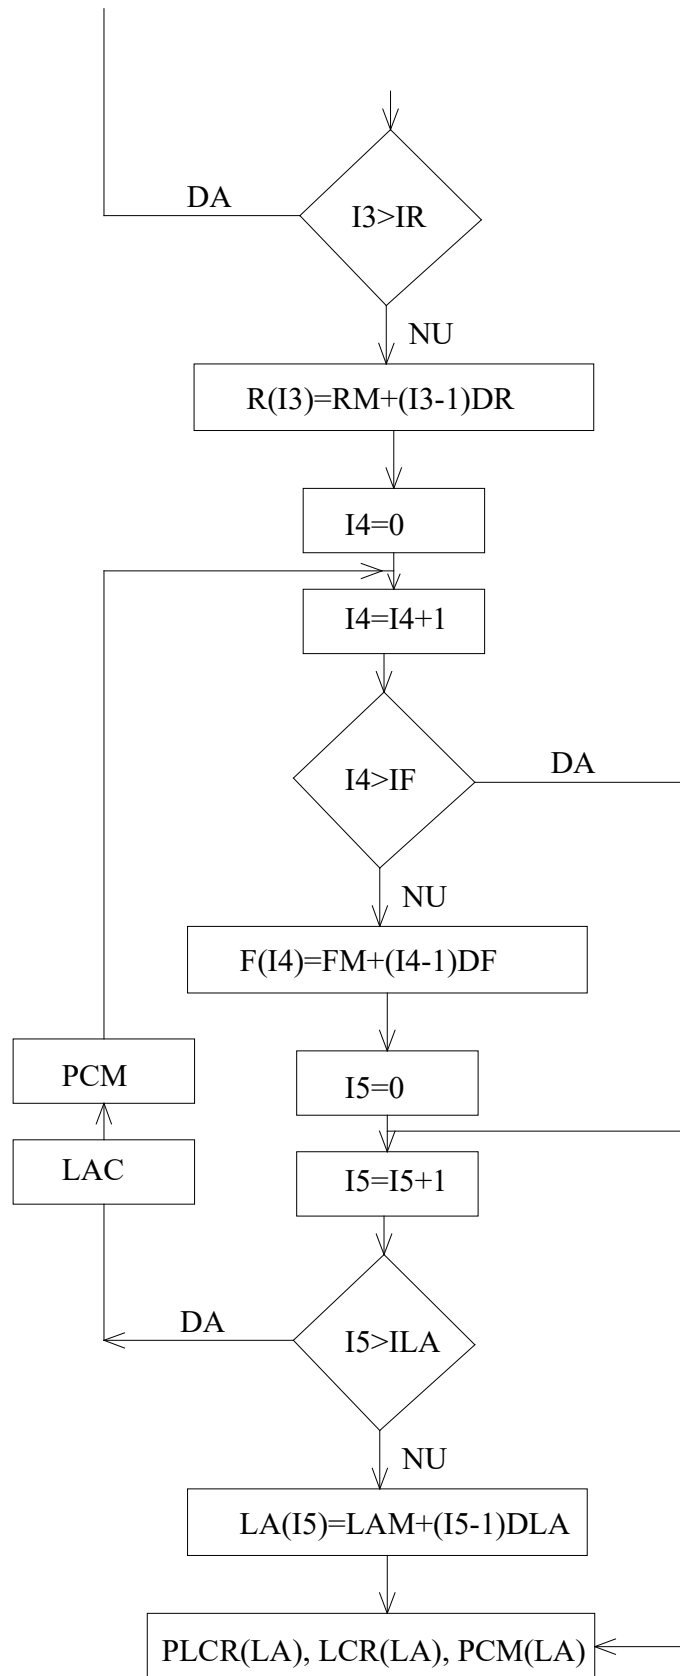 DA
I3>IR
NU
R(I3)=RM+(I3-1)DR
I4=0
I4=I4+1
I4>IF
DA
NU
F(I4)=FM+(I4-1)DF
PCM
I5=0
LAC
I5=I5+1
DA
I5>ILA
NU
LA(I5)=LAM+(I5-1)DLA
PLCR(LA), LCR(LA), PCM(LA)